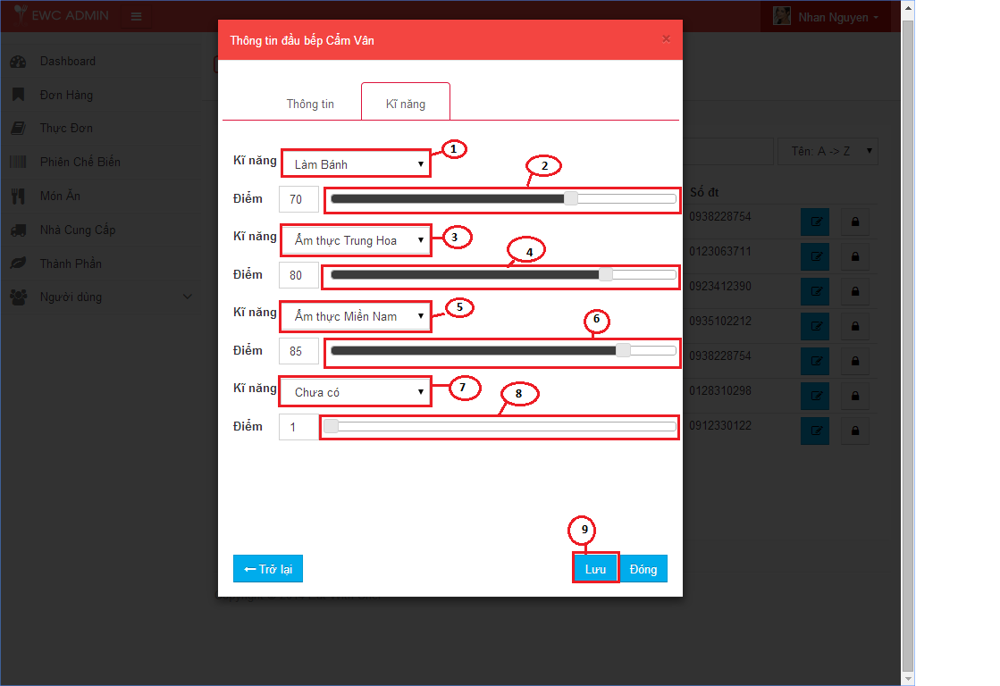 EWC ADMIN
Nhan Nguyen
Dashboard
Đơn Hàng
Thực Đơn
Phiên Chế Biến
Món Ăn
Nhà Cung Cấp
Thành Phần
Người dùng
Thông tin đầu bếp Cẩm Vân
×
Thông tin
Kĩ năng
Kĩ năng Làm Bánh 1
Điểm 70 2
Kĩ năng Ẩm thực Trung Hoa 3
Điểm 80 4
Kĩ năng Ẩm thực Miền Nam 5
Điểm 85 6
Kĩ năng Chưa có 7
Điểm 1 8
9
Trở lại
Lưu
Đóng
Tên: A -> Z
Số đt
0938228754
0123063711
0923412390
0935102212
0938228754
0128310298
0912330122